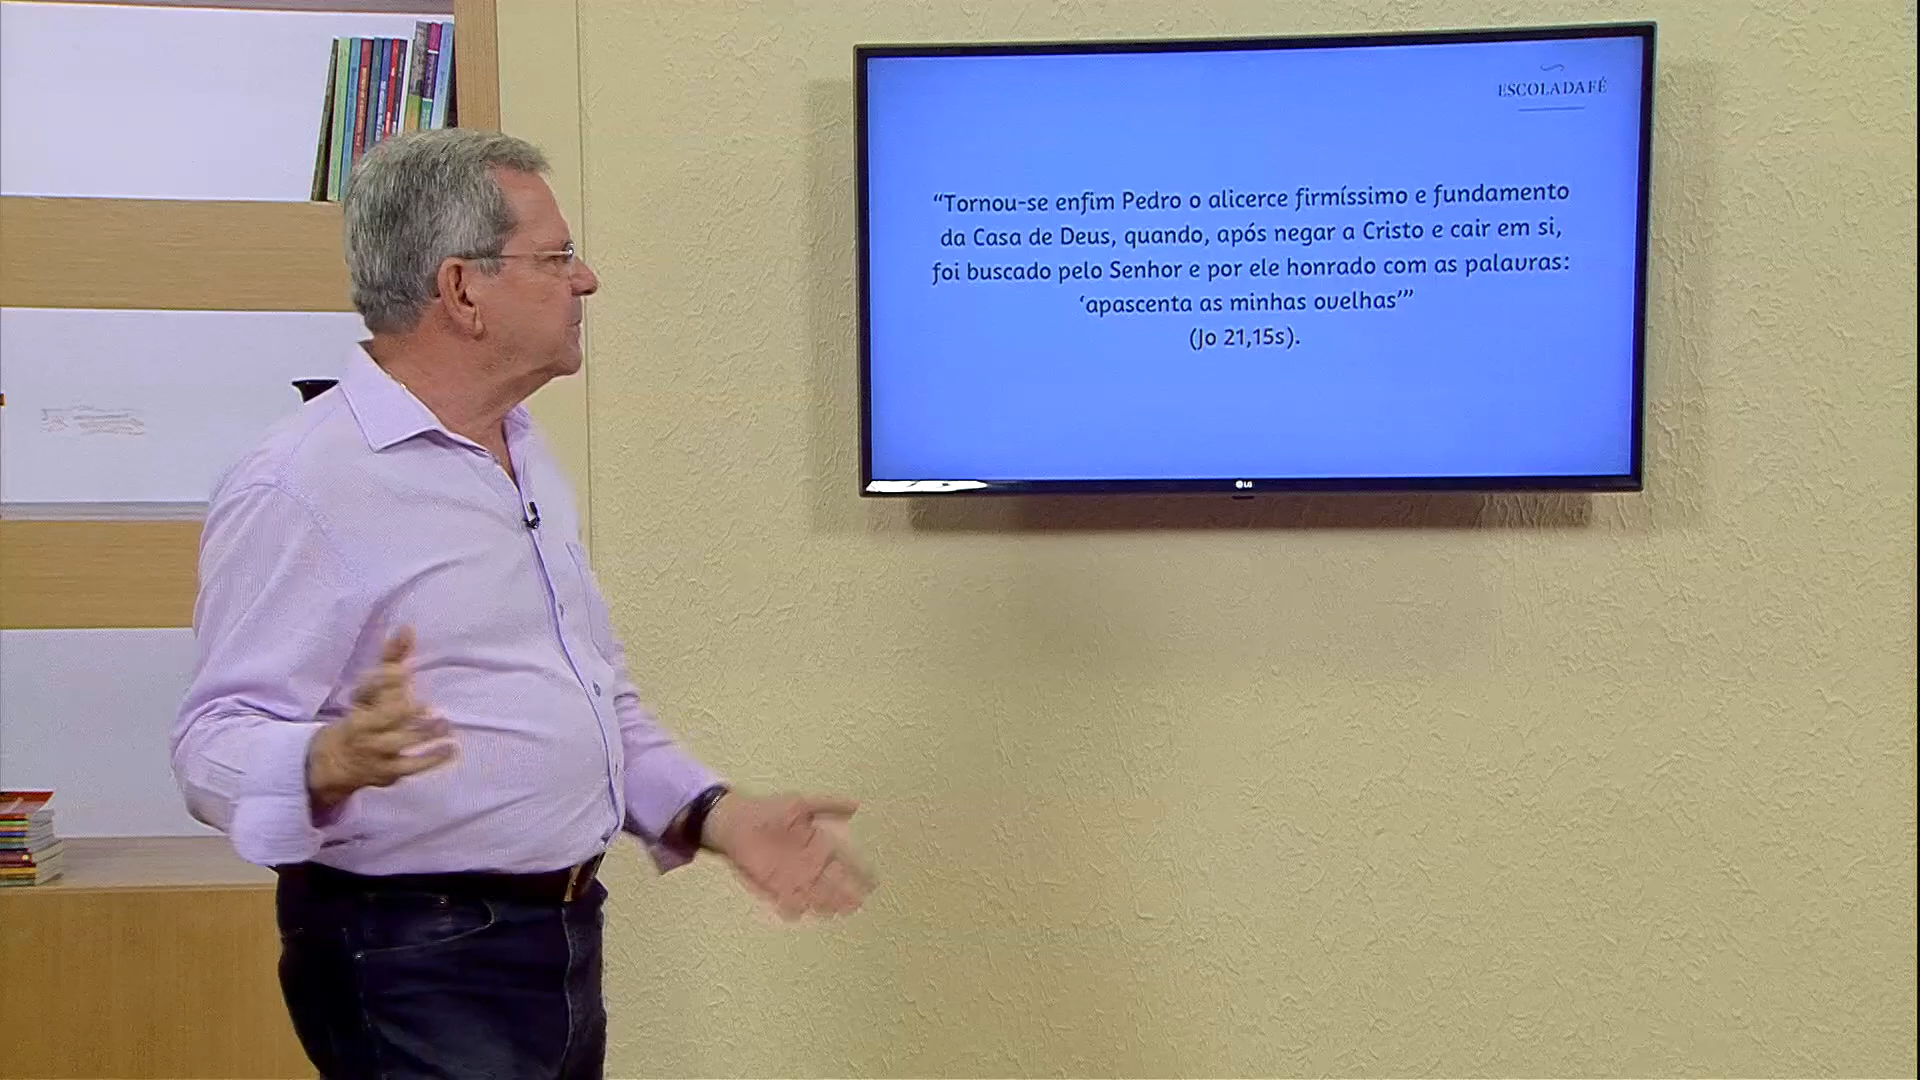 ESCOLADAFÉ
“Tornou-se enfim Pedro o alicerce firmíssimo e fundamento
da Casa de Deus, quando, após negar a Cristo e cair em si,
foi buscado pelo Senhor e por ele honrado com as palavras:
‘apascenta as minhas ovelhas’”
(Jo 21,15s).
LG